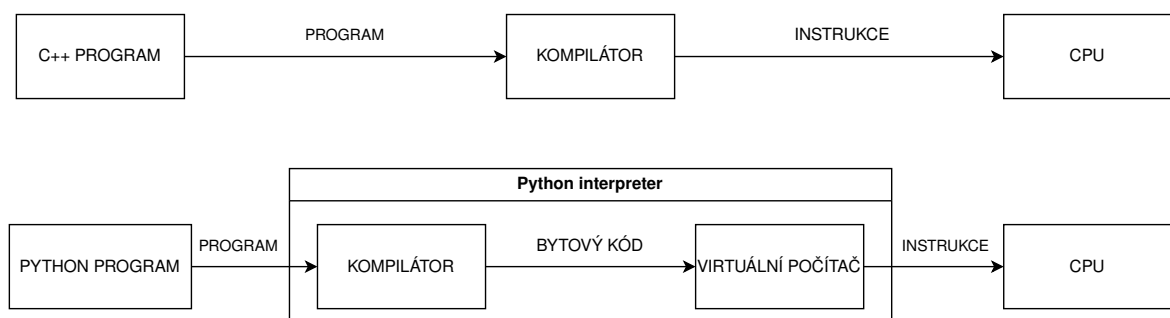 C++ PROGRAM
PROGRAM
KOMPILÁTOR
INSTRUKCE
CPU
Python interpreter
PYTHON PROGRAM
PROGRAM
KOMPILÁTOR
BYTOVÝ KÓD
VIRTUÁLNÍ POČÍTAČ
INSTRUKCE
CPU